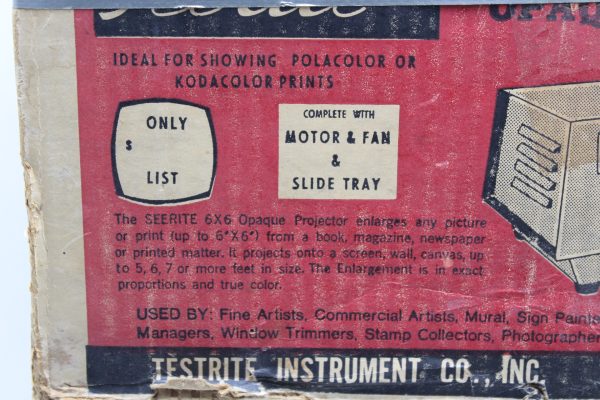 IDEAL FOR SHOWING POLACOLOR OR
KODACOLOR PRINTS
ONLY
$
LIST
COMPLETE WITH
MOTOR & FAN
&
SLIDE TRAY
The SEERITE 6X6 Opaque Projector enlarges any picture
or print (up to 6"X6") from a book, magazine, newspaper
or printed matter. It projects onto a screen, wall, canvas, up
to 5, 6, 7 or more feet in size. The Enlargement is in exact
proportions and true color.
USED BY: Fine Artists, Commercial Artists, Mural, Sign Painte
Managers, Window Trimmers, Stamp Collectors, Photographer
TESTRITE INSTRUMENT CO., INC.